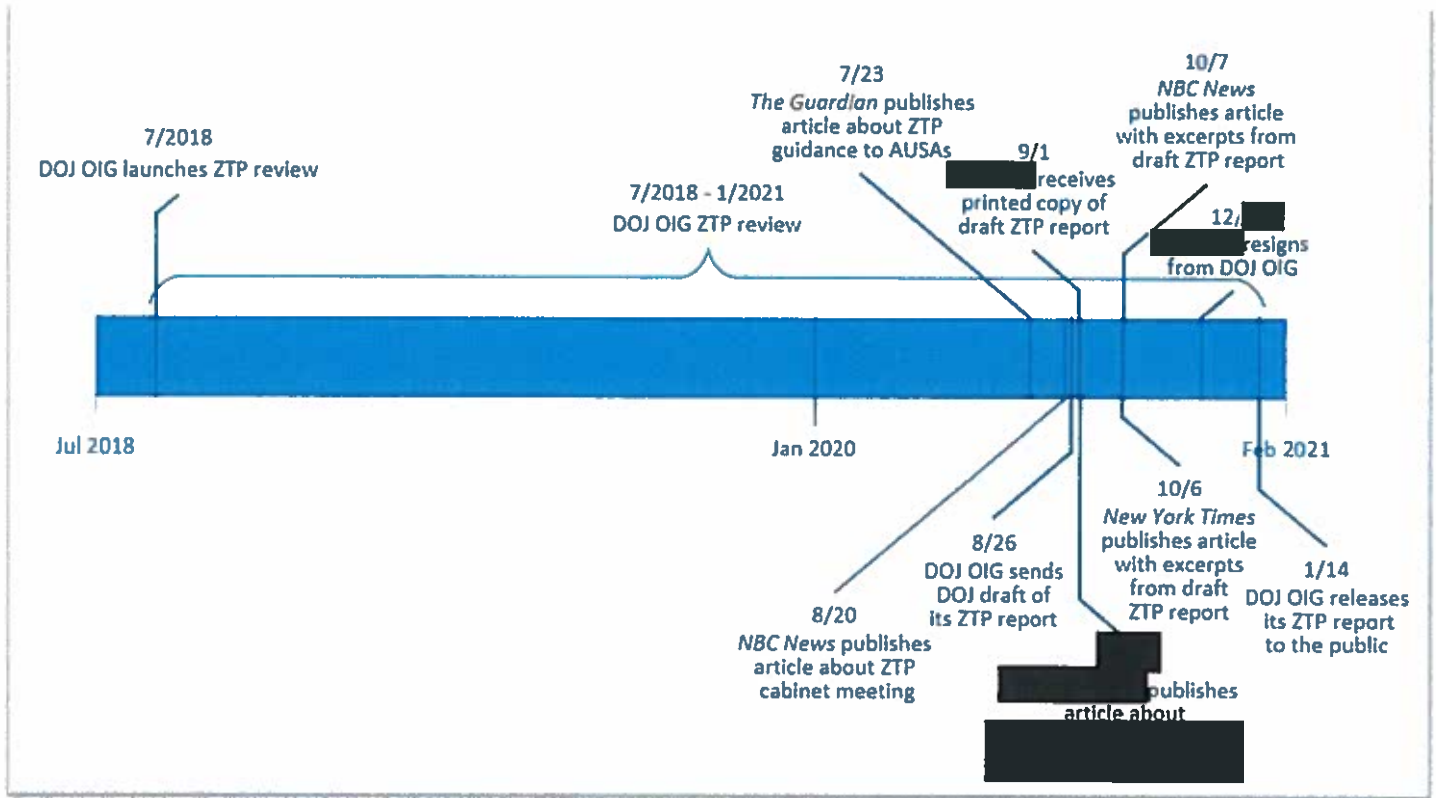 7/2018
DOJ OIG launches ZTP review
7/2018 - 1/2021
DOJ OIG ZTP review
7/23
The Guardian publishes
article about ZTP
guidance to AUSAs
9/1
receives
printed copy of
draft ZTP report
10/7
NBC News
publishes article
with excerpts from
draft ZTP report
12/
resigns
from DOJ OIG
Jul 2018
Jan 2020
Feb 2021
8/20
NBC News publishes
article about ZTP
cabinet meeting
8/26
DOJ OIG sends
DOJ draft of
its ZTP report
publishes
article about
10/6
New York Times
publishes article
with excerpts
from draft
ZTP report
1/14
DOJ OIG releases
its ZTP report
to the public